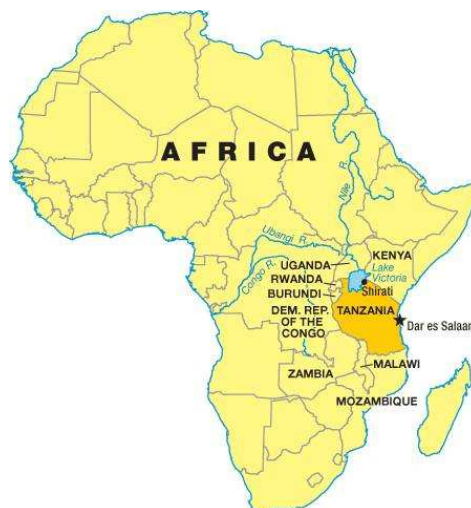 AFRICA
Nile R.
Ubangi R.
Congo R.
UGANDA
KENYA
Lake
Victoria
RWANDA
Shirati
BURUNDI
TANZANIA
DEM. REP.
OF THE
CONGO
Dar es Salaam
ZAMBIA
MALAWI
MOZAMBIQUE